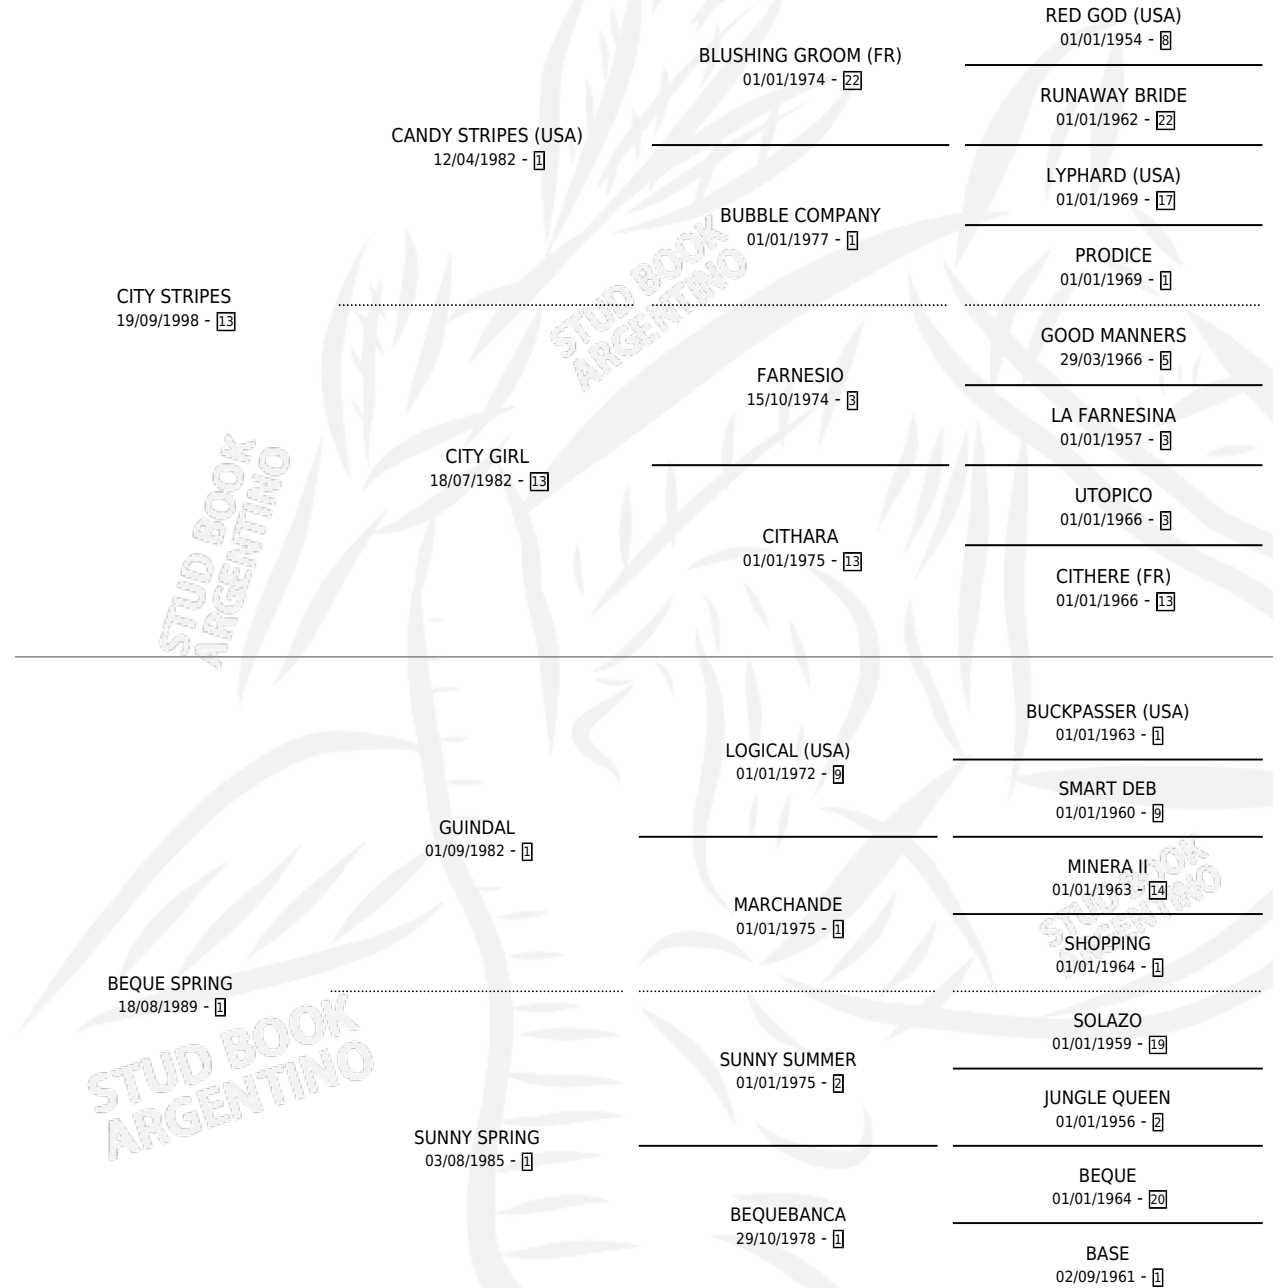 RED GOD (USA)
01/01/1954 - 8
BLUSHING GROOM (FR)
01/01/1974 - 22
RUNAWAY BRIDE
01/01/1962 - 22
CANDY STRIPES (USA)
12/04/1982 - 1
LYPHARD (USA)
01/01/1969 - 17
BUBBLE COMPANY
01/01/1977 - 1
PRODICE
01/01/1969 - 1
CITY STRIPES
19/09/1998 - 13
STUD BOOK
ARGENTINO
GOOD MANNERS
29/03/1966 - 5
FARNESIO
15/10/1974 - 3
LA FARNESINA
01/01/1957 - 3
CITY GIRL
18/07/1982 - 13
UTOPICO
01/01/1966 - 3
CITHARA
01/01/1975 - 13
CITHERE (FR)
01/01/1966 - 13
STUD BOOK
ARGENTINO
BUCKPASSER (USA)
01/01/1963 - 1
LOGICAL (USA)
01/01/1972 - 9
SMART DEB
01/01/1960 - 9
GUINDAL
01/09/1982 - 1
MINERA II
01/01/1963 - 14
MARCHANDE
01/01/1975 - 1
STUD BOOK
ARGENTINO
SHOPPING
01/01/1964 - 1
BEQUE SPRING
18/08/1989 - 1
SOLAZO
01/01/1959 - 19
SUNNY SUMMER
01/01/1975 - 2
STUD BOOK
ARGENTINO
JUNGLE QUEEN
01/01/1956 - 2
SUNNY SPRING
03/08/1985 - 1
BEQUE
01/01/1964 - 20
BEQUEBANCA
29/10/1978 - 1
BASE
02/09/1961 - 1